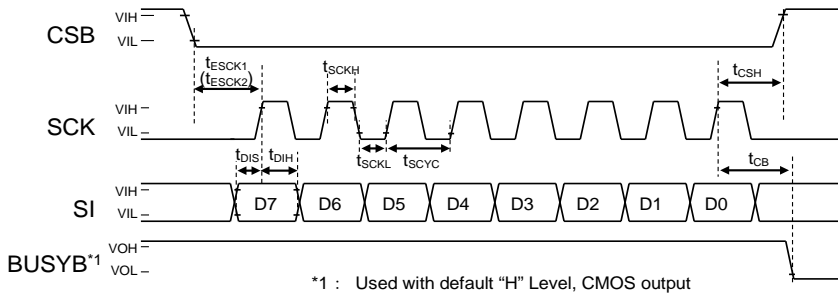 VIH
CSB
VIL
tESCK1
(tESCK2)
tSCKH
tCSH
VIH
SCK
VIL
tDIS
tDIH
tSCKL
tSCYC
tCB
VIH
SI
VIL
D7 D6 D5 D4 D3 D2 D1 D0
VOH
BUSYB*1
VOL
*1 : Used with default “H” Level, CMOS output